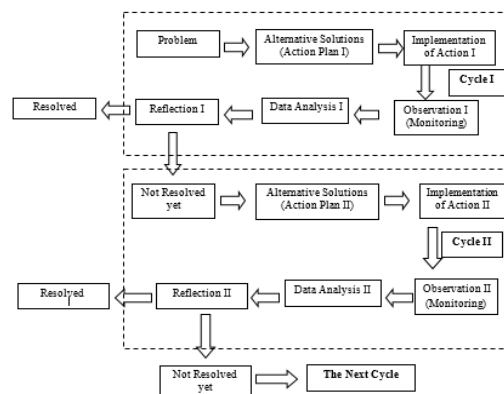 Problem
Alternative Solutions
(Action Plan I)
Implementation
of Action I
Cycle I
Resolved
Reflection I
Data Analysis I
Observation I
(Monitoring)
Not Resolved
yet
Alternative Solutions
(Action Plan II)
Implementation
of Action II
Cycle II
Resolved
Reflection II
Data Analysis II
Observation II
(Monitoring)
Not Resolved
yet
The Next Cycle